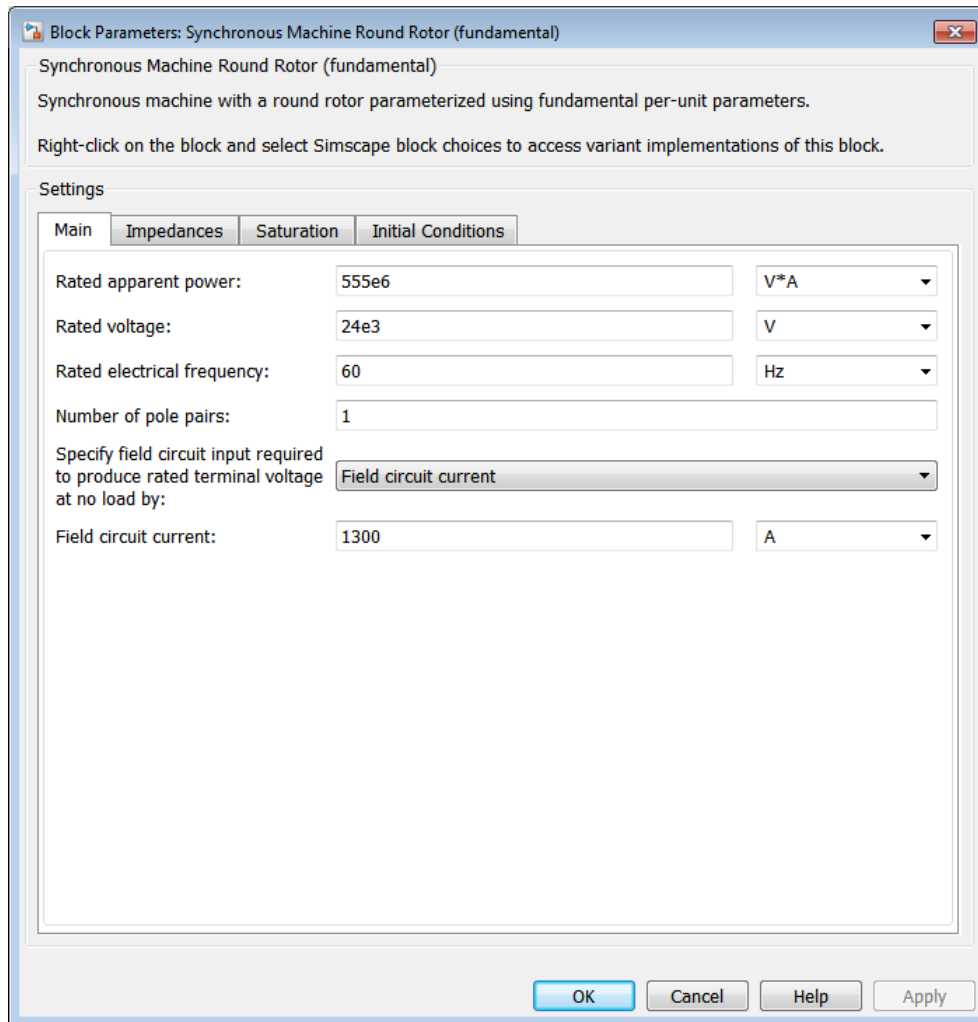 Block Parameters: Synchronous Machine Round Rotor (fundamental)
Synchronous Machine Round Rotor (fundamental)
Synchronous machine with a round rotor parameterized using fundamental per-unit parameters.
Right-click on the block and select Simscape block choices to access variant implementations of this block.
Settings
Main Impedances Saturation Initial Conditions
Rated apparent power: 555e6 V*A
Rated voltage: 24e3 V
Rated electrical frequency: 60 Hz
Number of pole pairs: 1
Specify field circuit input required
to produce rated terminal voltage Field circuit current
at no load by:
Field circuit current: 1300 A
OK Cancel Help Apply